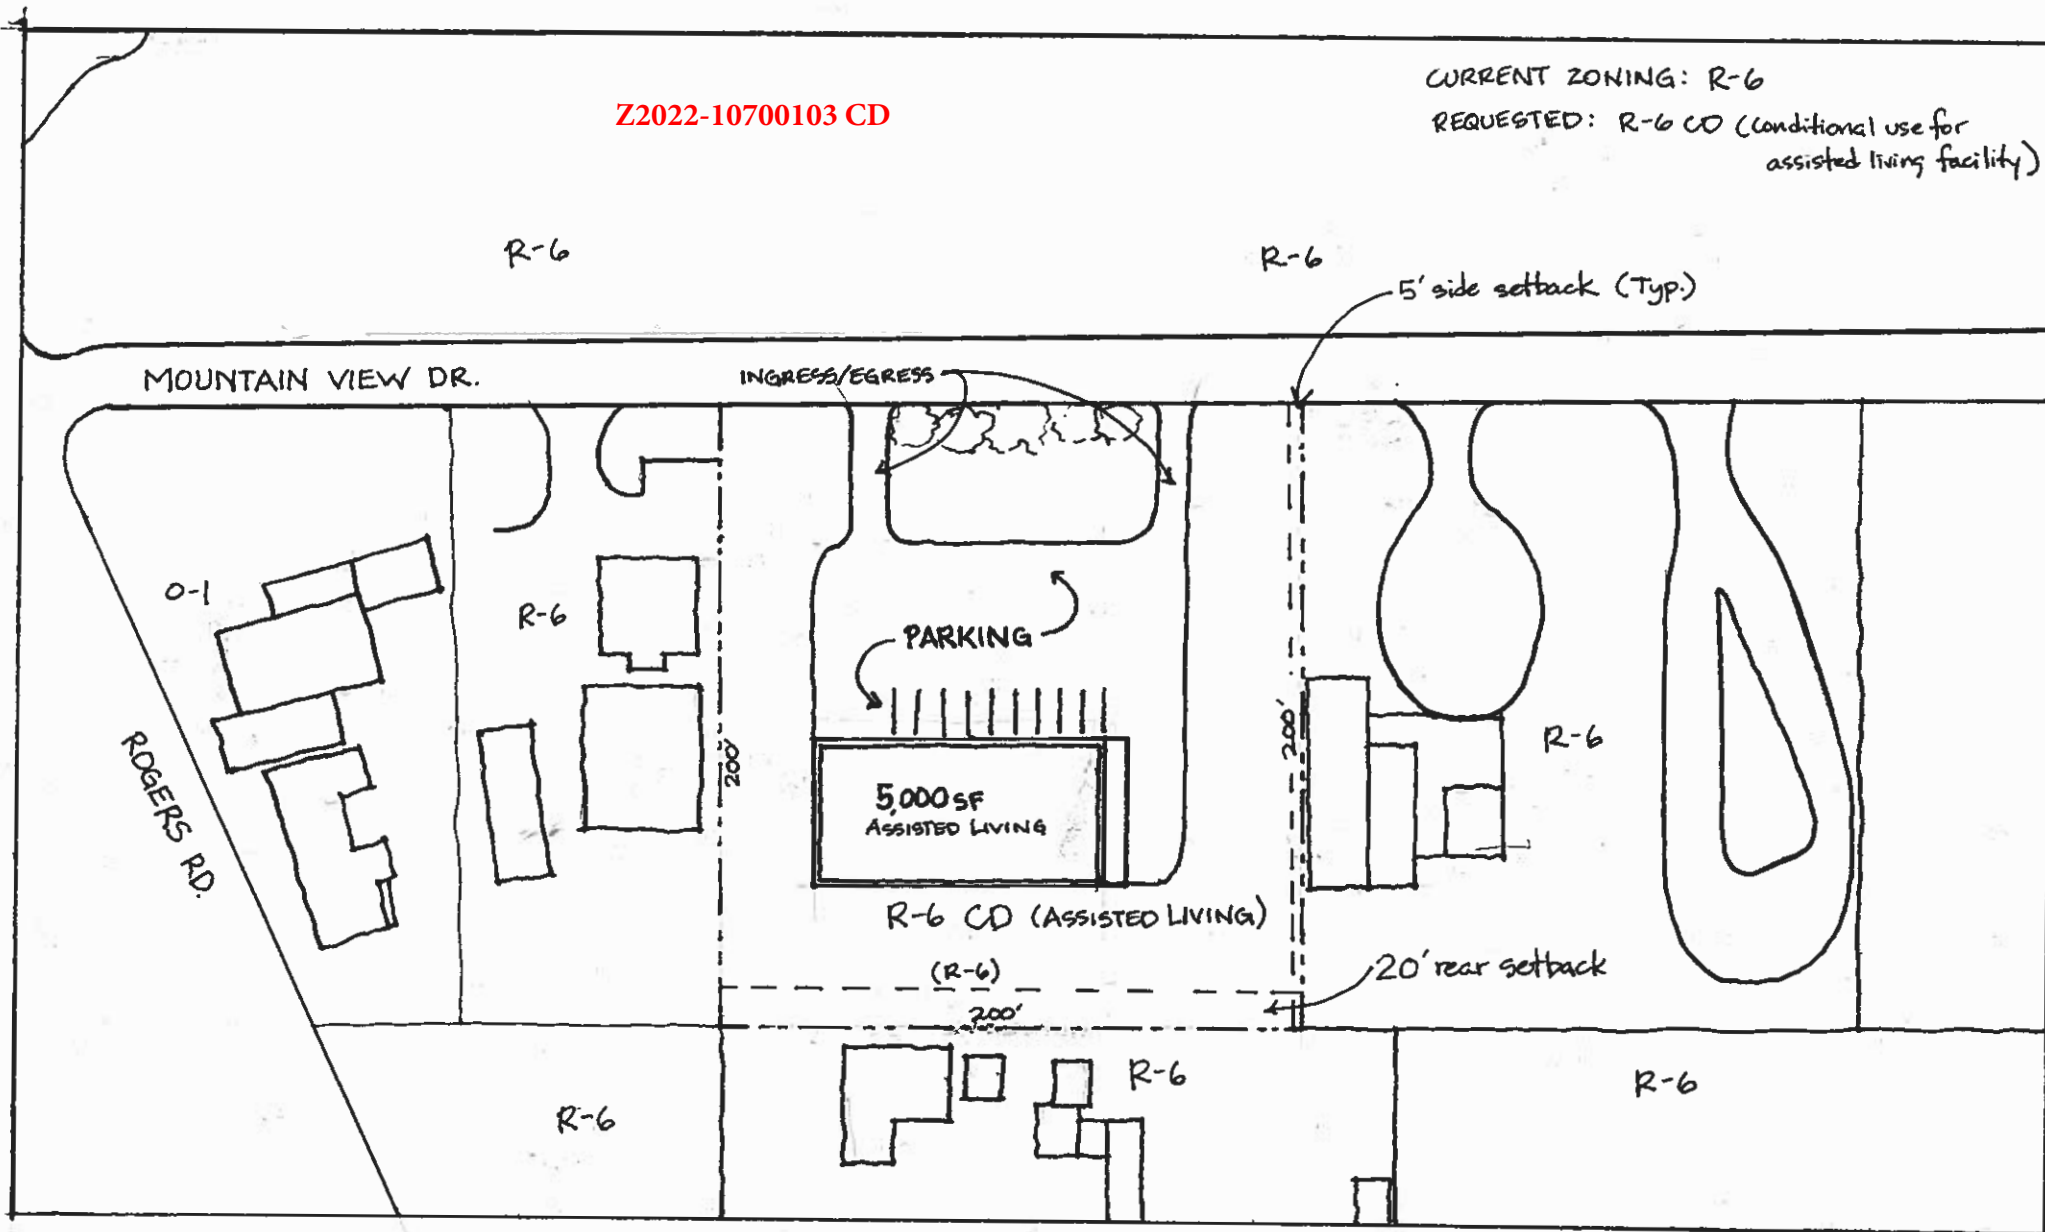 CURRENT ZONING: R-6
Z2022-10700103 CD
REQUESTED: R-6 CD (Conditional use for
assisted living facility)
R-6
R-6
5' side setback (Typ.)
MOUNTAIN VIEW DR.
INGRESS/EGRESS
O-1
R-6
PARKING
200'
200'
R-6
ROGERS RD.
5,000 SF
ASSISTED LIVING
R-6 CD (ASSISTED LIVING)
(R-6)
20' rear setback
200'
R-6
R-6
R-6